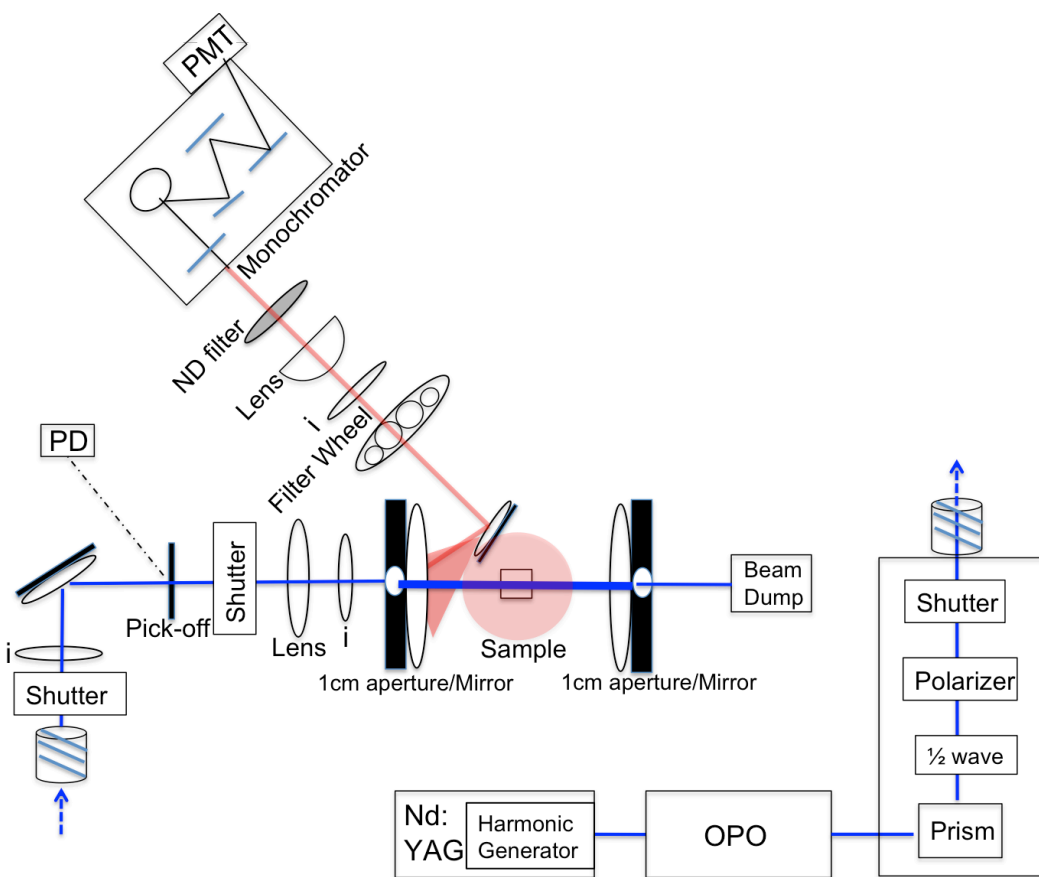 PMT
Monochromator
ND filter
Lens
i
Filter Wheel
PD
Pick-off
Shutter
Lens
i
Sample
Beam
Dump
1cm aperture/Mirror
1cm aperture/Mirror
i
Shutter
Shutter
Polarizer
½ wave
Prism
Nd:
YAG
Harmonic
Generator
OPO